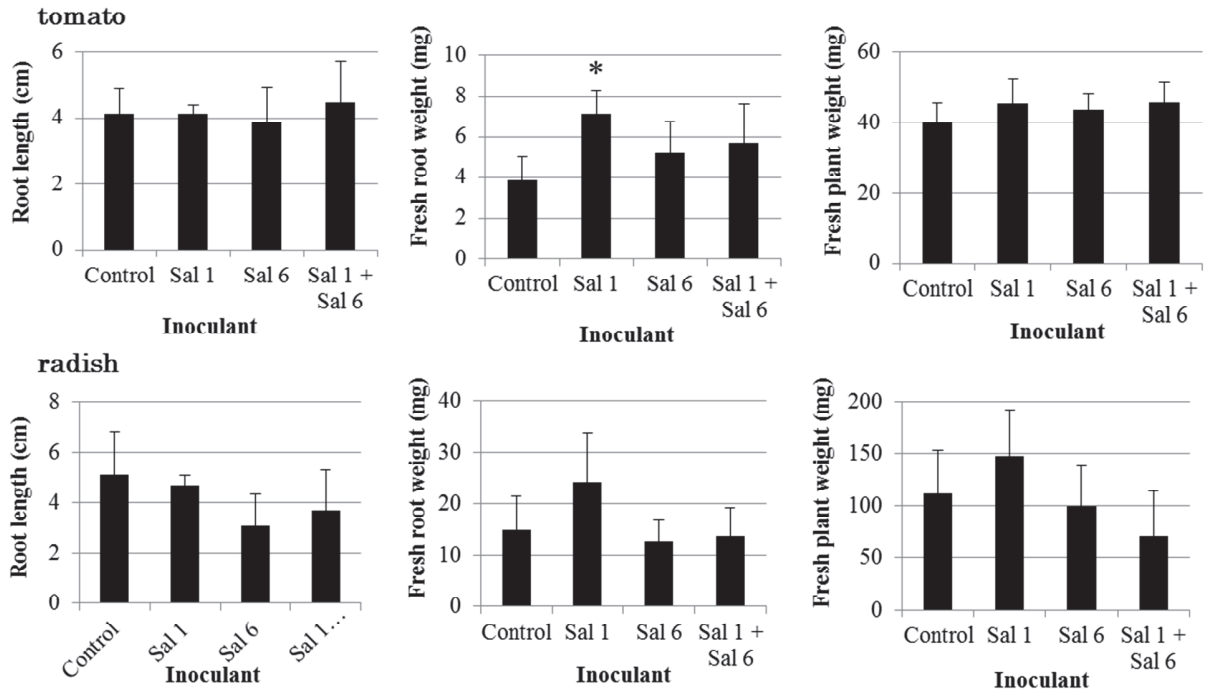 tomato
Root length (cm)
6
4
2
0
Control
Sal 1
Sal 6
Sal 1 +
Sal 6
Inoculant
Fresh root weight (mg)
10
8
6
4
2
0
*
Control
Sal 1
Sal 6
Sal 1 +
Sal 6
Inoculant
Fresh plant weight (mg)
60
40
20
0
Control
Sal 1
Sal 6
Sal 1 +
Sal 6
Inoculant
radish
Root length (cm)
8
6
4
2
0
Control
Sal 1
Sal 6
Sal 1…
Inoculant
Fresh root weight (mg)
40
30
20
10
0
Control
Sal 1
Sal 6
Sal 1 +
Sal 6
Inoculant
Fresh plant weight (mg)
200
150
100
50
0
Control
Sal 1
Sal 6
Sal 1 +
Sal 6
Inoculant